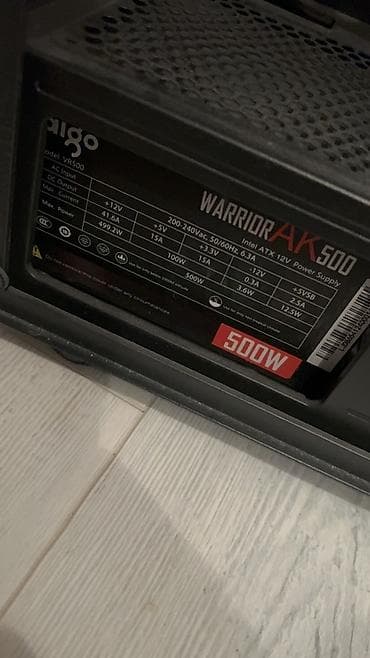 aigo
WARRIOR AK500
odel: VK500
Intel ATX 12V Power Supply
AC Input
200-240Vac, 50/60Hz 6.3A
DC Output
+12V
+5V
+3.3V
-12V
+5VSB
Max. Current
41.6A
15A
15A
0.3A
2.5A
Max. Power
499.2W
100W
3.6W
12.5W
500W
500W